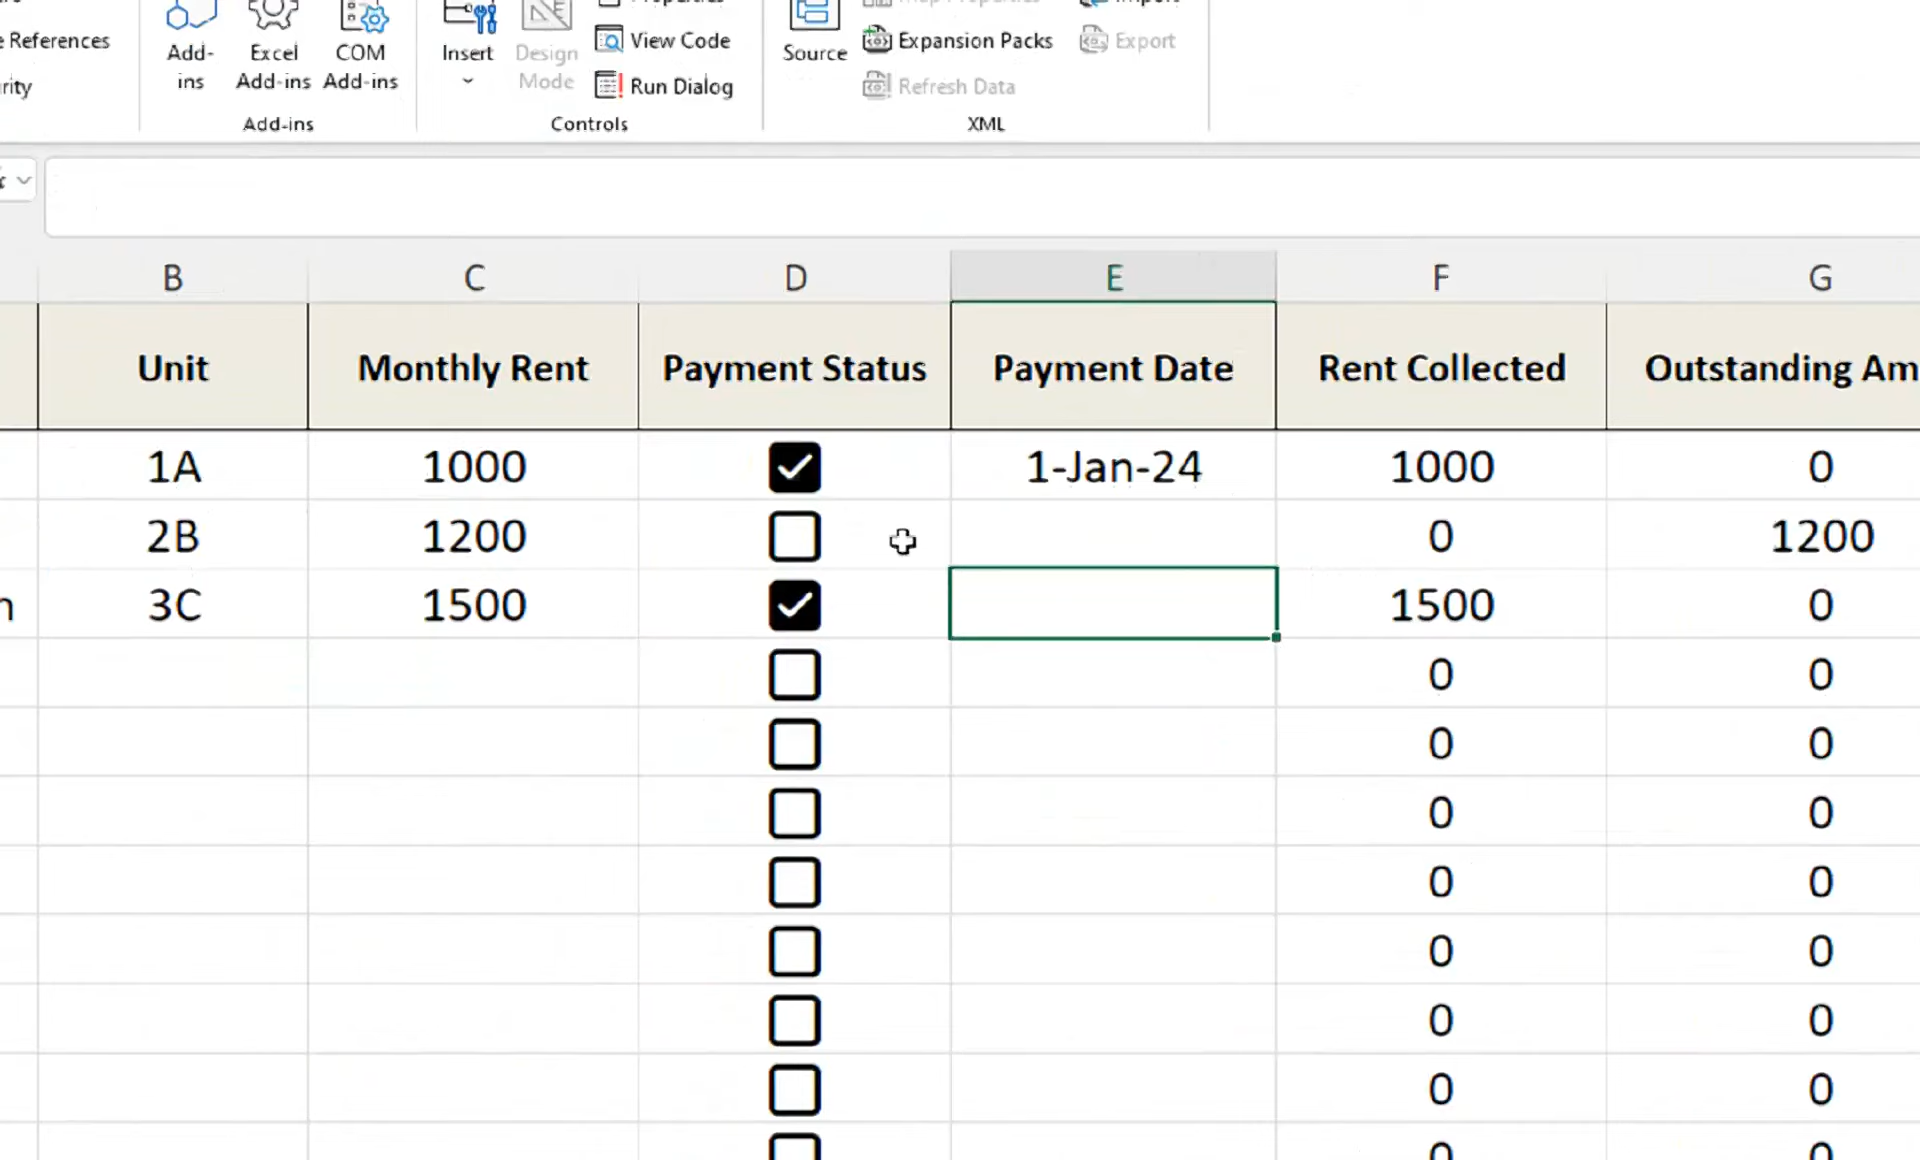 References
rity
Add-
ins
Excel
Add-ins
COM
Add-ins
Add-ins
Insert
Design
Mode
View Code
Run Dialog
Controls
Source
Expansion Packs
Refresh Data
Export
XML
B C D E F G
Unit Monthly Rent Payment Status Payment Date Rent Collected Outstanding Am
1A 1000 1-Jan-24 1000 0
2B 1200 0 1200
n 3C 1500 1500 0
0 0
0 0
0 0
0 0
0 0
0 0
0 0